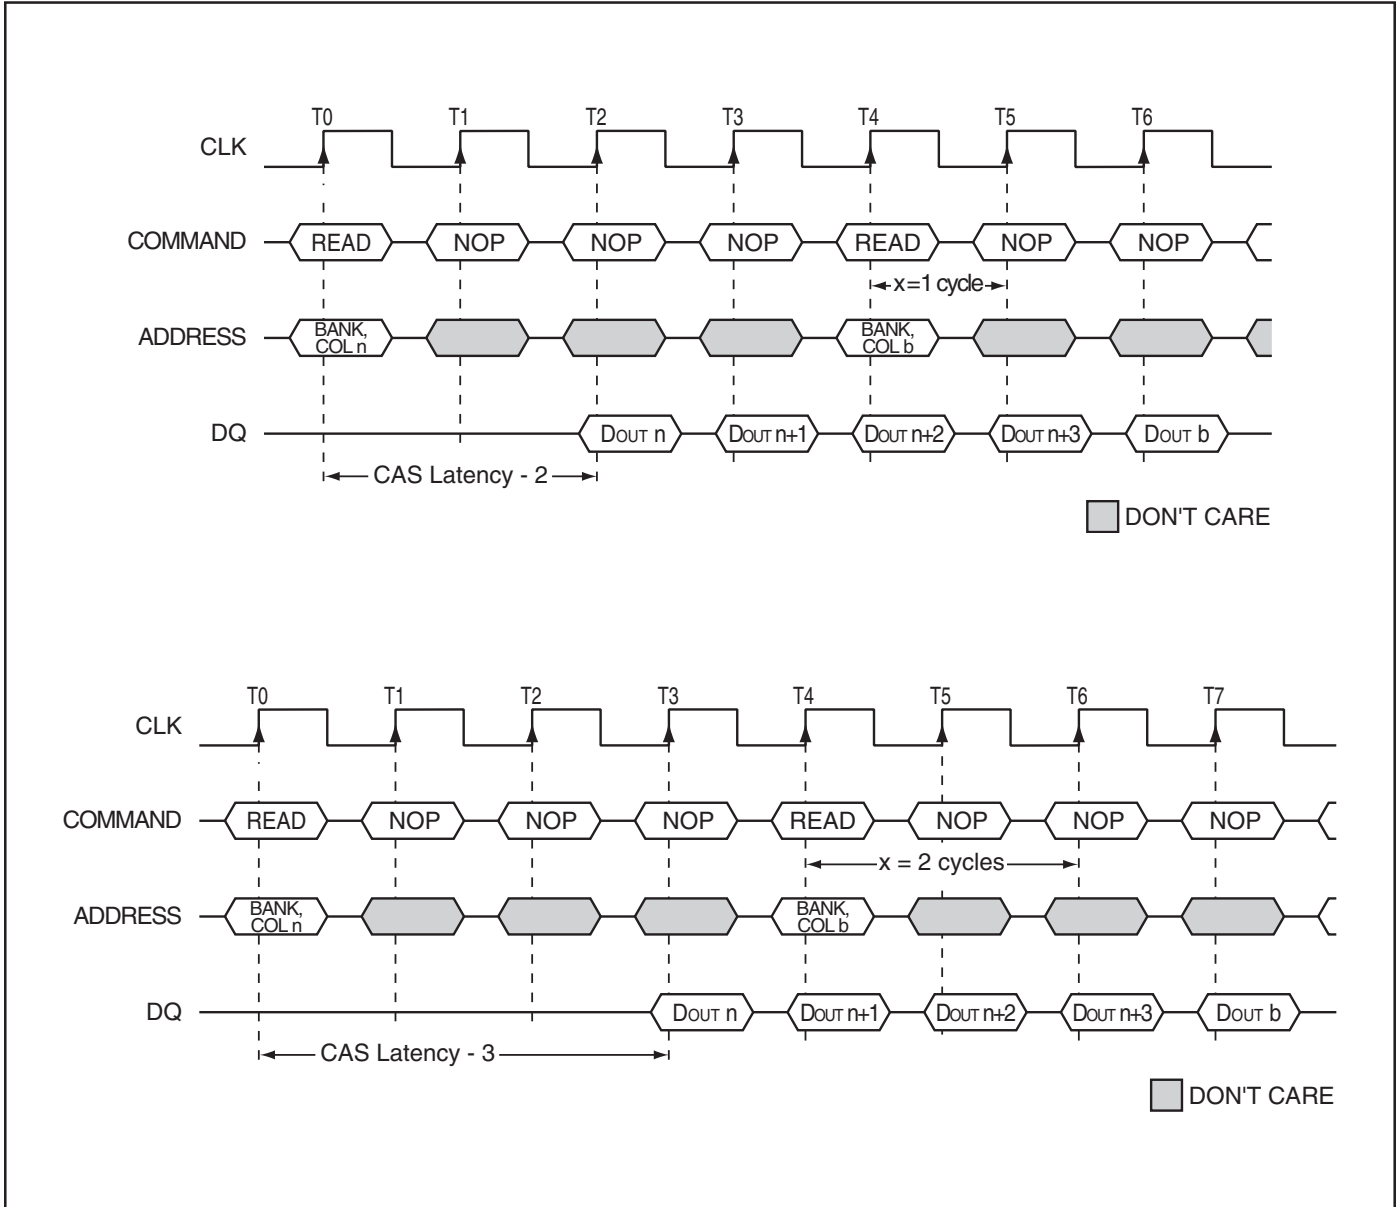 T0 T1 T2 T3 T4 T5 T6
CLK
COMMAND READ NOP NOP NOP READ NOP NOP
x=1 cycle
ADDRESS BANK, COL n BANK, COL b
DQ DOUT n DOUT n+1 DOUT n+2 DOUT n+3 DOUT b
CAS Latency - 2
DON'T CARE
T0 T1 T2 T3 T4 T5 T6 T7
CLK
COMMAND READ NOP NOP NOP READ NOP NOP NOP
x = 2 cycles
ADDRESS BANK, COL n BANK, COL b
DQ DOUT n DOUT n+1 DOUT n+2 DOUT n+3 DOUT b
CAS Latency - 3
DON'T CARE